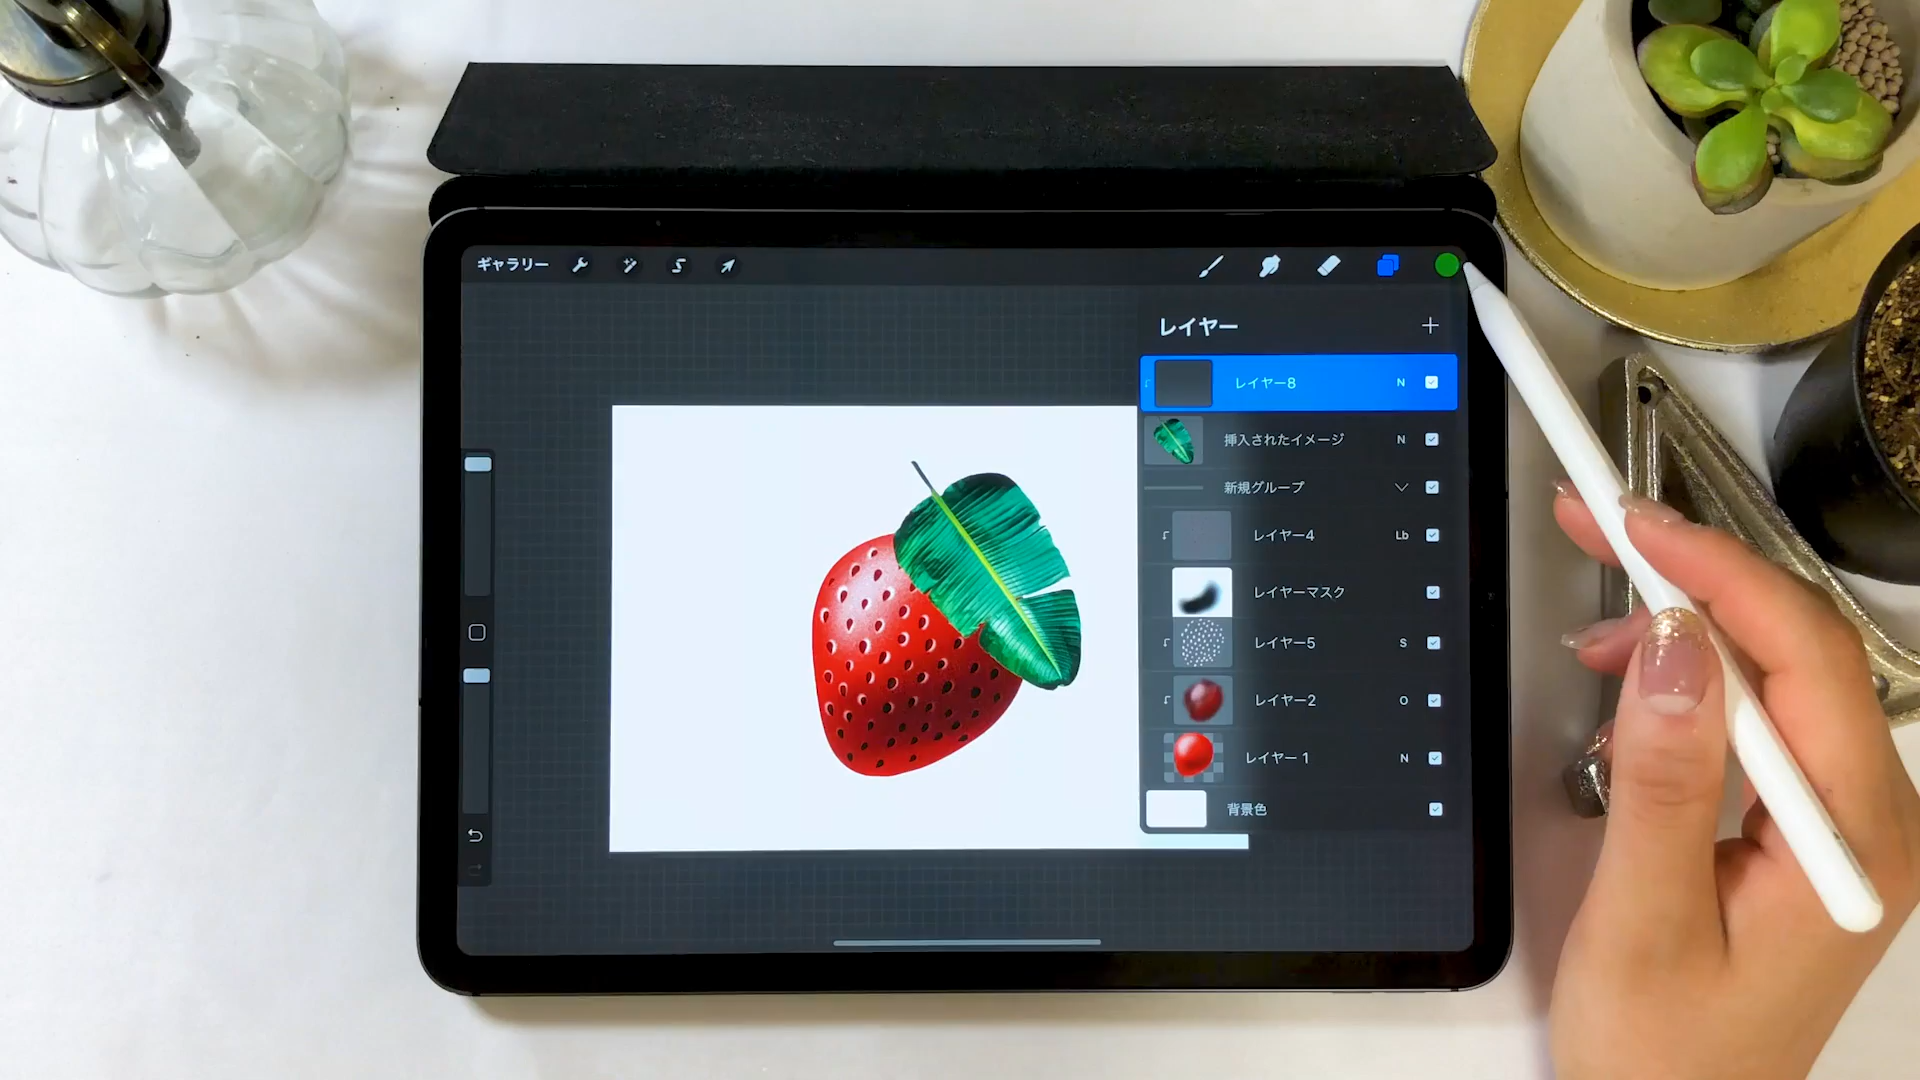 ギャラリー
レイヤー
レイヤー8 N
挿入されたイメージ N
新規グループ
レイヤー4 Lb
レイヤーマスク
レイヤー5 S
レイヤー2 O
レイヤー 1 N
背景色